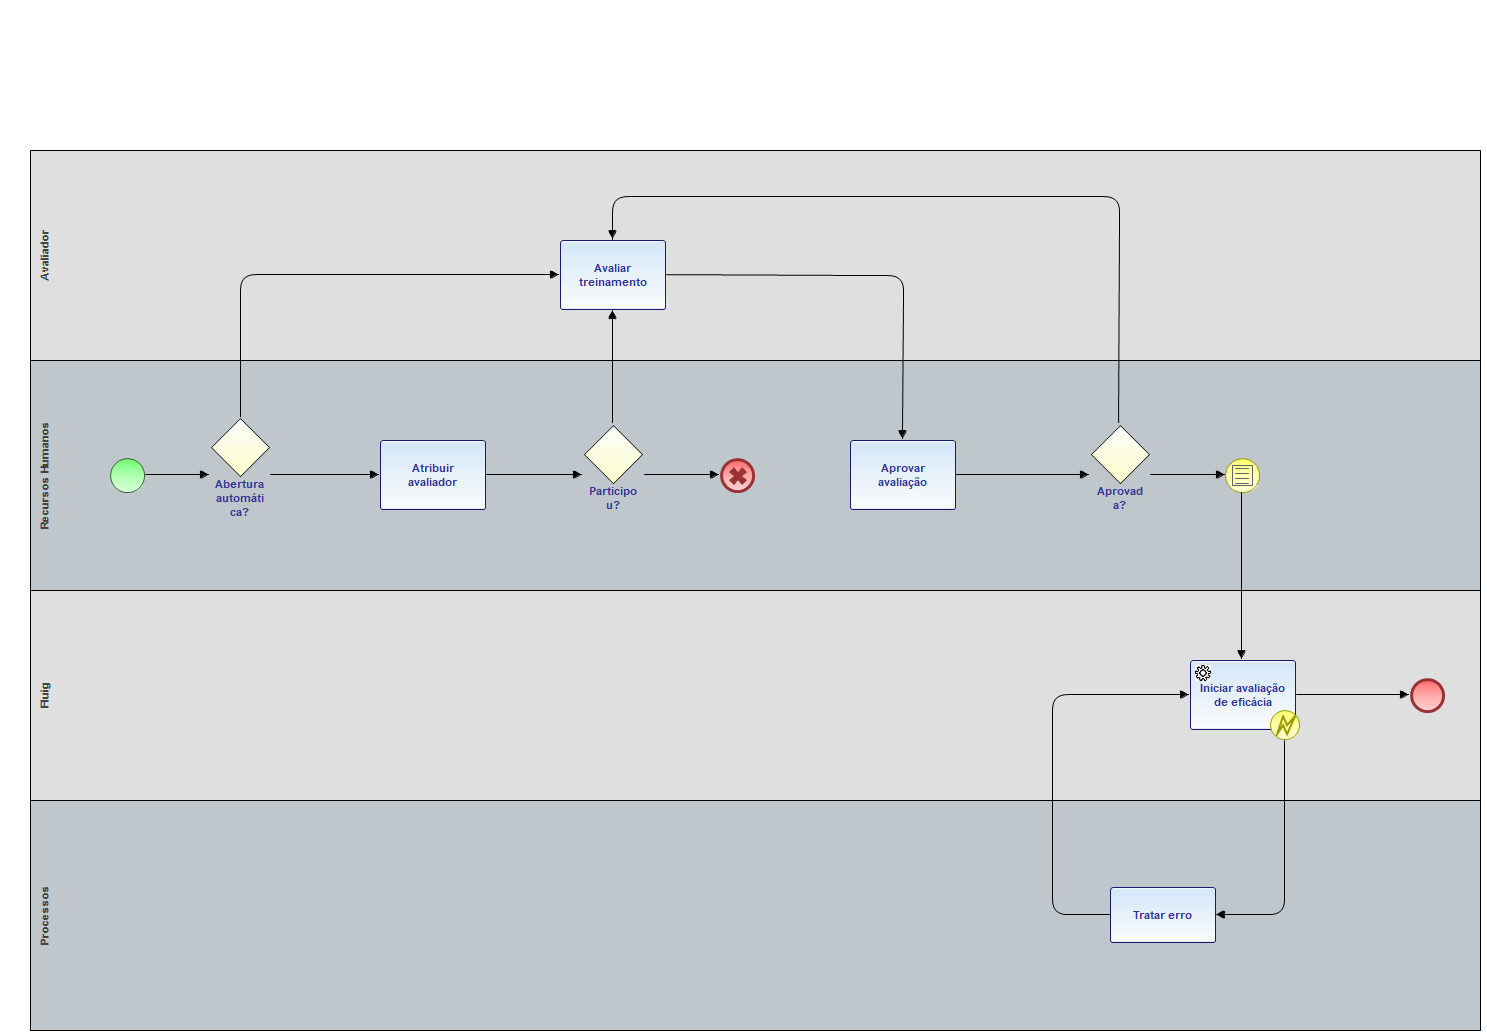 Avaliador
Avaliar
treinamento
Recursos Humanos
Abertura
automáti
ca?
Atribuir
avaliador
Participo
u?
Aprovar
avaliação
Aprovad
a?
Fluig
Iniciar avaliação
de eficácia
Processos
Tratar erro